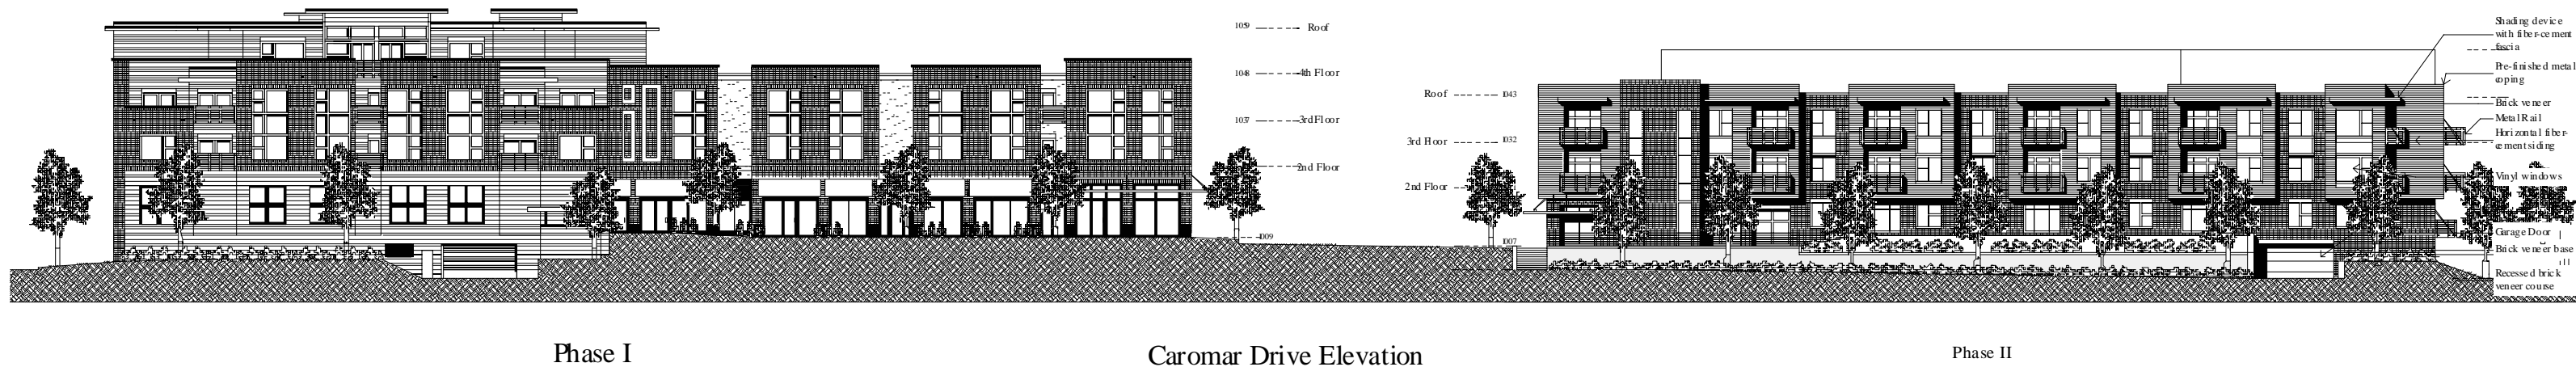 1059 Roof
1048 4th Floor
1037 3rd Floor
2nd Floor
1009
Roof 1043
3rd Floor 1032
2nd Floor
1007
Shading device
with fiber-cement
fascia
Pre-finished metal
coping
Brick veneer
Metal Rail
Horizontal fiber-
cement siding
Vinyl windows
Garage Door
Brick veneer base
Recessed brick
veneer course
Phase I
Caromar Drive Elevation
Phase II